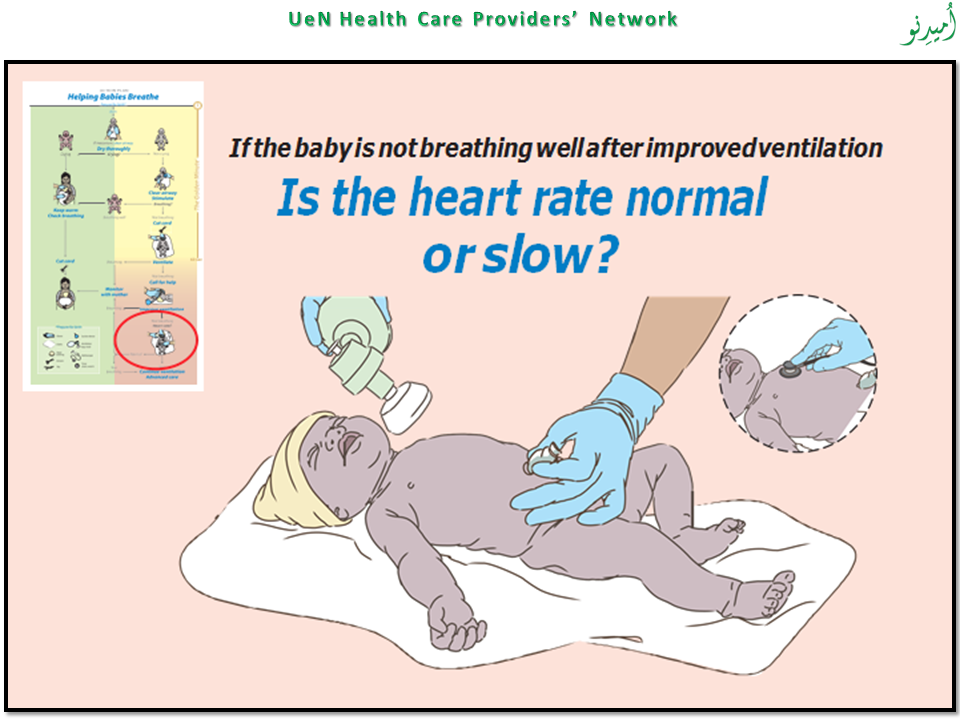 UeN Health Care Providers' Network
اُمیدِنو
Helping Babies Breathe
Dry thoroughly
Clear airway
Stimulate
Keep warm
Check breathing
Cut cord
Ventilate
Cut cord
Call for help
Monitor
with mother
Continue ventilation
Advanced care
If the baby is not breathing well after improved ventilation
Is the heart rate normal
or slow?